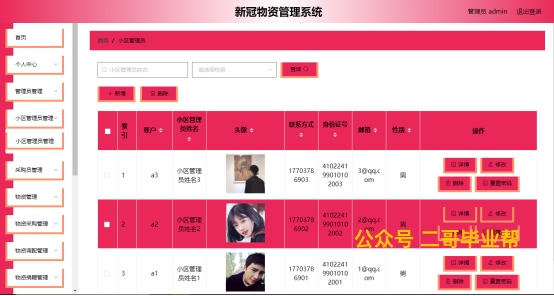 新冠物资管理系统
管理员 admin 退出登录
首页
个人中心
管理员管理
小区管理员管理
小区管理员管理
采购员管理
物资管理
物资采购管理
物资调配管理
物资捐赠管理
首页 / 小区管理员
小区管理员姓名
请选择性别
查询
+ 新增
删除
索引 账户 小区管理员姓名 头像 联系方式 身份证号 邮箱 性别 操作
1 a3 小区管理员姓名3 17703786903 410224199010102003 3@qq.com 男 详情 修改 删除 重置密码
2 a2 小区管理员姓名2 17703786902 410224199010102002 2@qq.com 男 详情 修改 删除 重置密码
3 a1 小区管理员姓名1 17703786901 410224199010102001 1@qq.com 男 详情 修改 删除 重置密码
公众号 二哥毕业帮